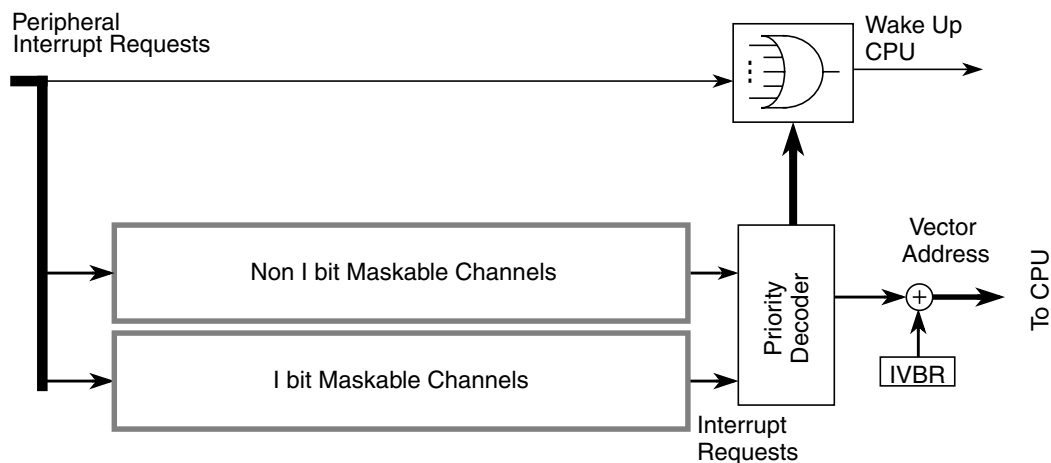 Peripheral
Interrupt Requests
Wake Up
CPU
Non I bit Maskable Channels
I bit Maskable Channels
Priority
Decoder
Interrupt
Requests
Vector
Address
+
IVBR
To CPU